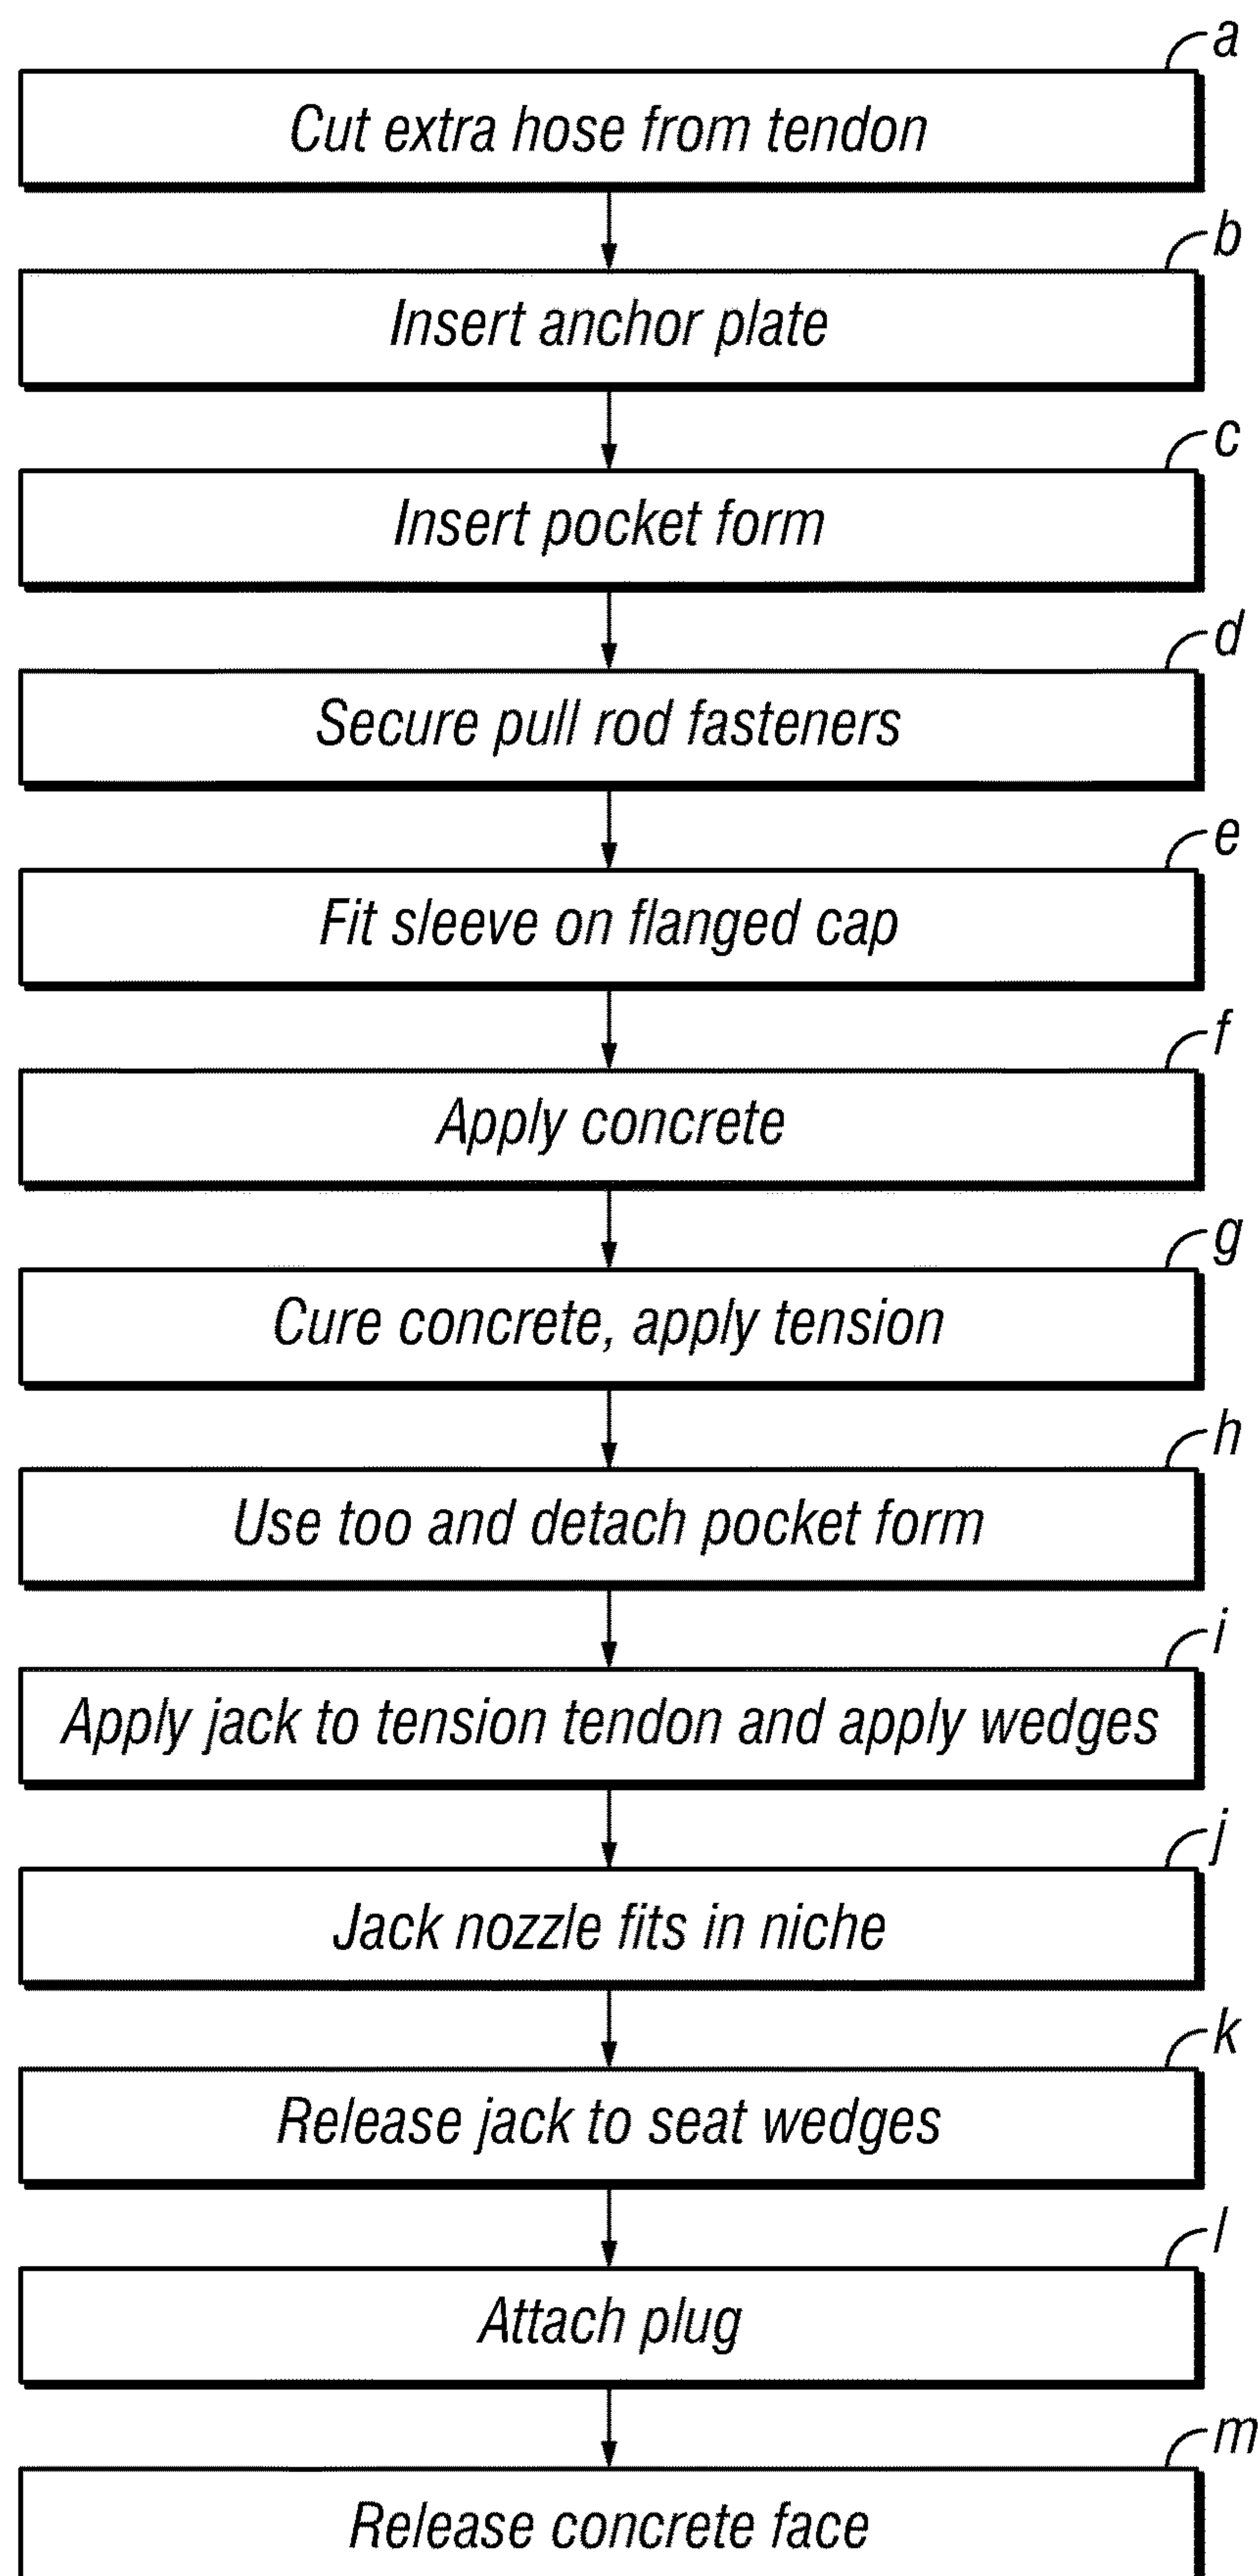 a
Cut extra hose from tendon
b
Insert anchor plate
c
Insert pocket form
d
Secure pull rod fasteners
e
Fit sleeve on flanged cap
f
Apply concrete
g
Cure concrete, apply tension
h
Use too and detach pocket form
i
Apply jack to tension tendon and apply wedges
j
Jack nozzle fits in niche
k
Release jack to seat wedges
l
Attach plug
m
Release concrete face